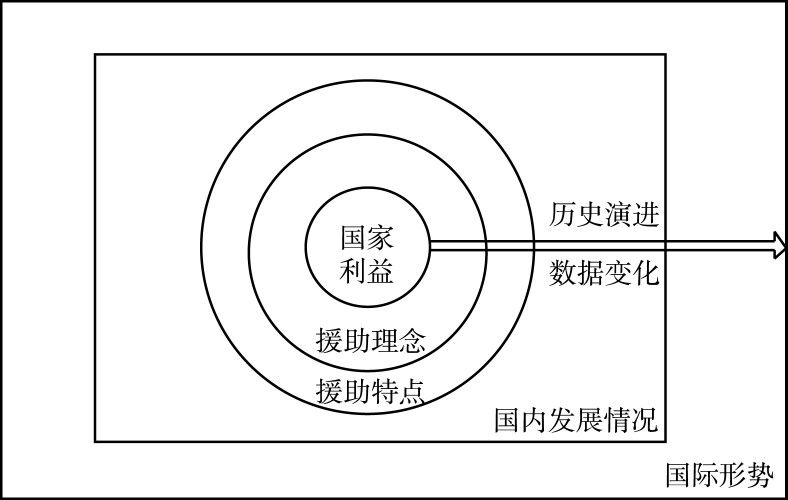 国家
利益
历史演进
数据变化
援助理念
援助特点
国内发展情况
国际形势